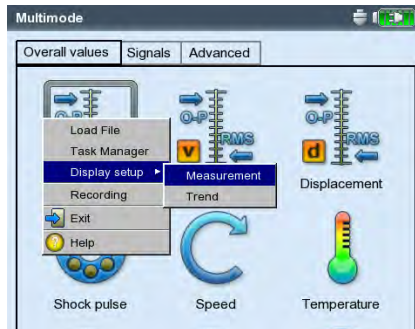 Multimode
Overall values Signals Advanced
O-P
O-P
O-P
RMS
RMS
v
d
Load File
Task Manager
Display setup
Measurement
Displacement
Recording
Trend
Exit
Help
Shock pulse Speed Temperature